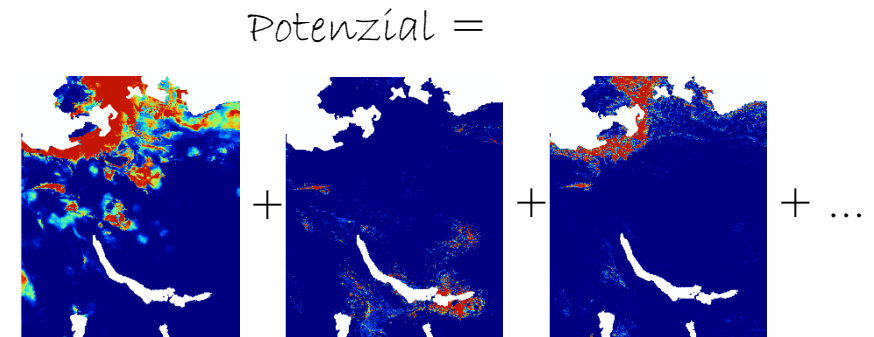 Potenzial =
+ + + ...